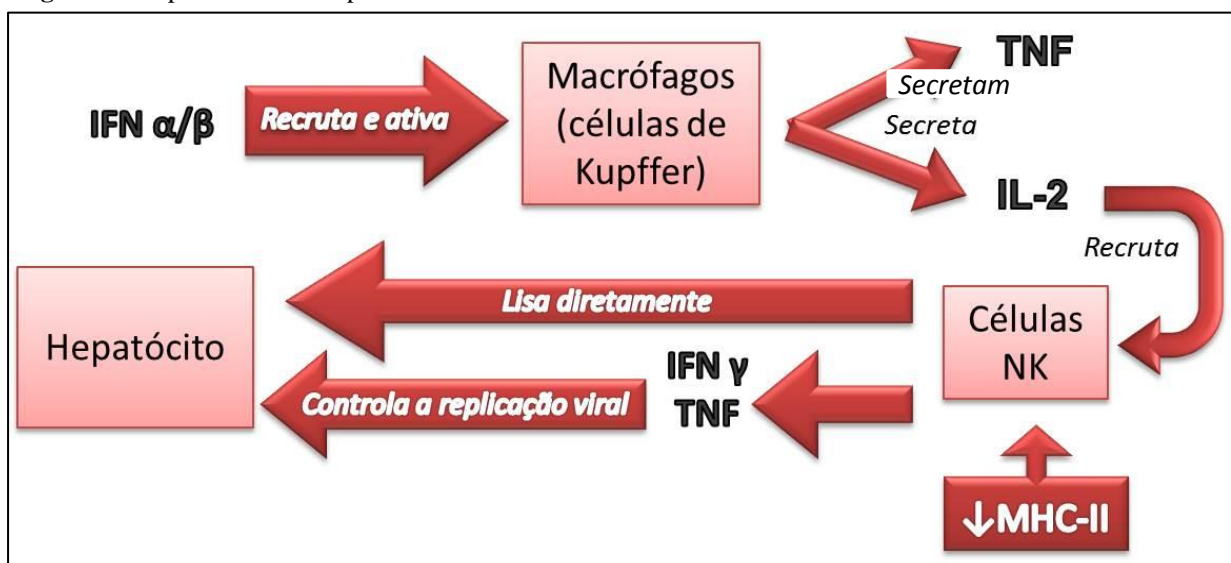 IFN α/β
Recruta e ativa
Macrófagos
(células de
Kupffer)
Secretam
TNF
Secreta
IL-2
Recruta
Hepatócito
Lisa diretamente
Células
NK
IFN γ
TNF
Controla a replicação viral
↓MHC-II